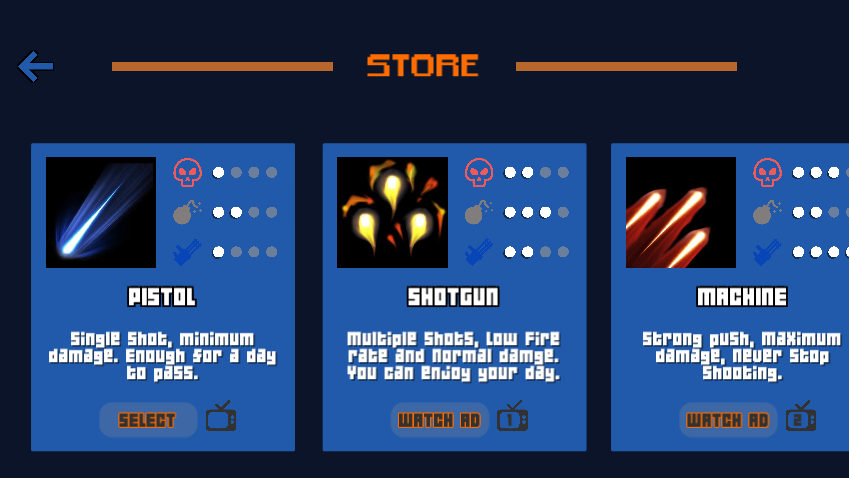 STORE
PISTOL
Single Shot, minimum
damage. Enough for a day
to pass.
SELECT
SHOTGUN
Multiple Shots, Low Fire
rate and normal damge.
You can enjoy your day.
WATCH AD
1
MACHINE
Strong push, Maximum
damage, Never Stop
Shooting.
WATCH AD
2